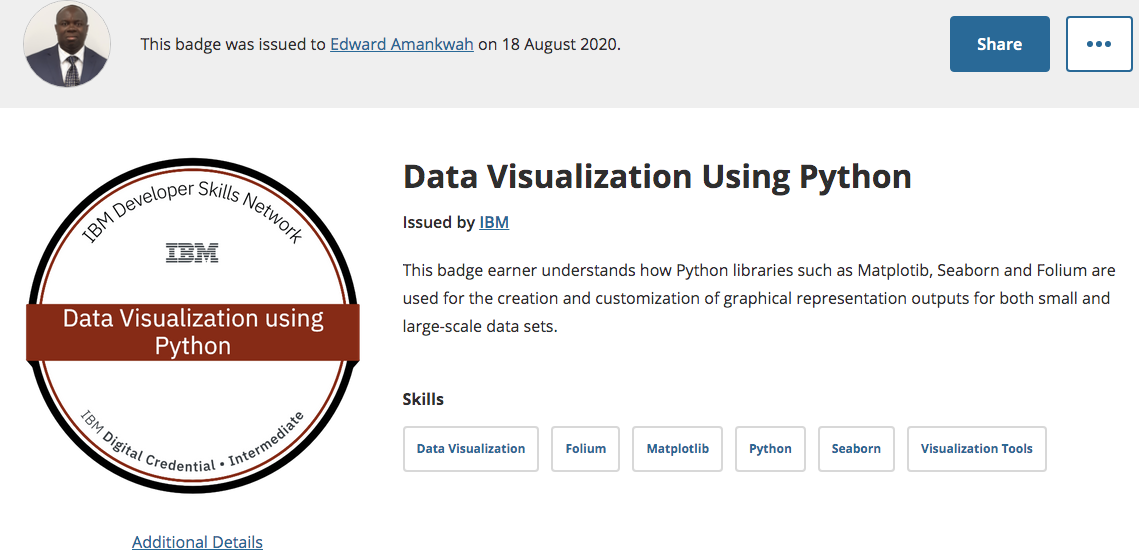 This badge was issued to Edward Amankwah on 18 August 2020.
Share
•••
IBM Developer Skills Network
IBM
Data Visualization using
Python
IBM Digital Credential • Intermediate
Additional Details
Data Visualization Using Python
Issued by IBM
This badge earner understands how Python libraries such as Matplotib, Seaborn and Folium are
used for the creation and customization of graphical representation outputs for both small and
large-scale data sets.
Skills
Data Visualization
Folium
Matplotlib
Python
Seaborn
Visualization Tools